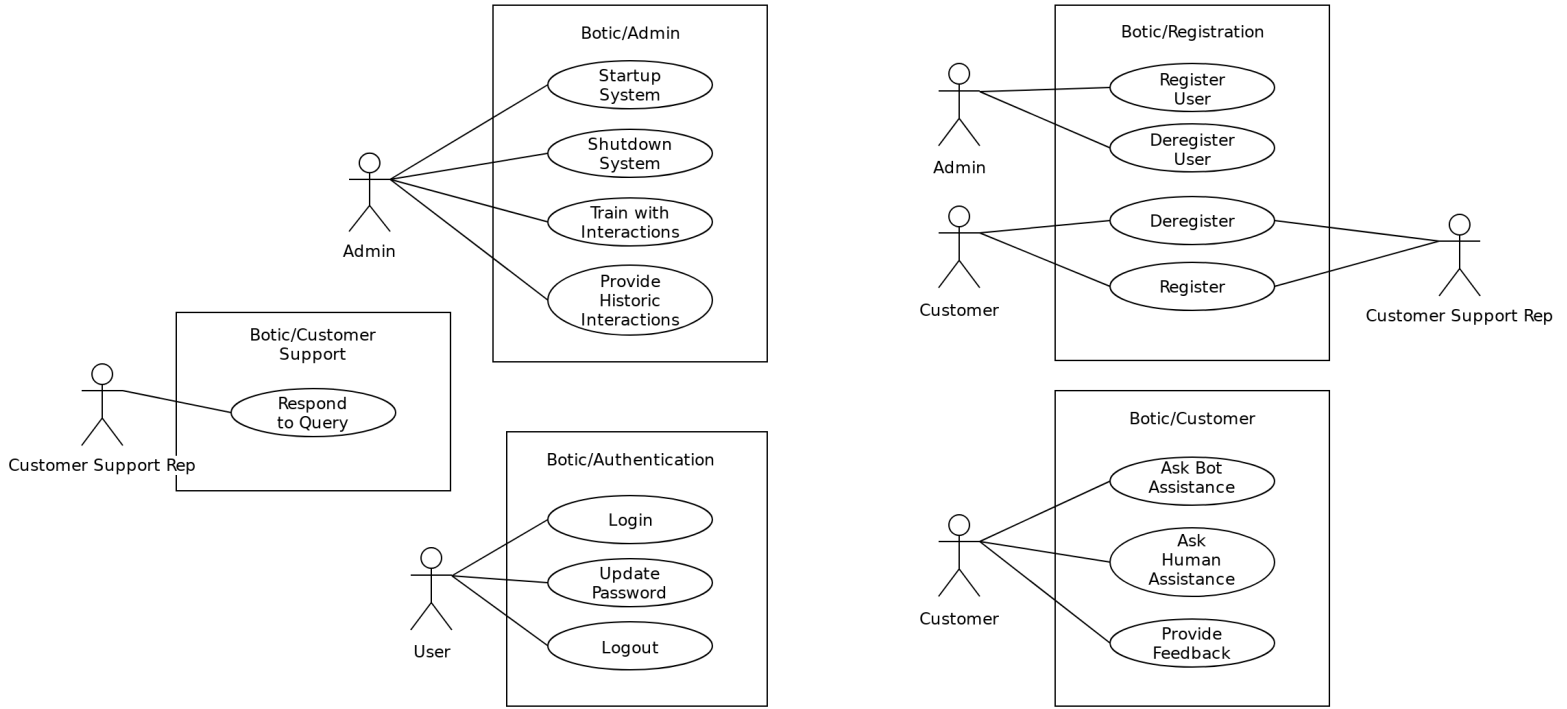 Botic/Admin
Startup
System
Shutdown
System
Train with
Interactions
Provide
Historic
Interactions
Admin
Botic/Customer
Support
Respond
to Query
Customer Support Rep
Botic/Authentication
Login
Update
Password
Logout
User
Botic/Registration
Register
User
Deregister
User
Deregister
Register
Admin
Customer
Customer Support Rep
Botic/Customer
Ask Bot
Assistance
Ask
Human
Assistance
Provide
Feedback
Customer